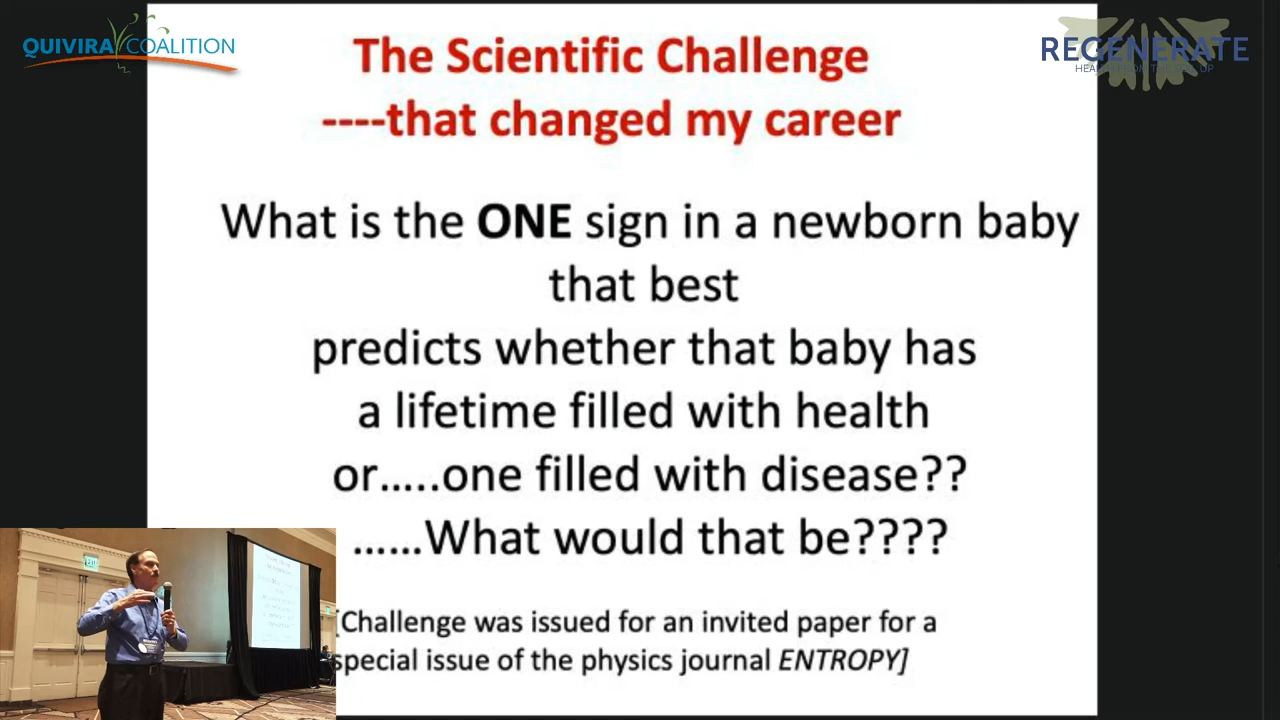 QUIVIRA COALITION
REGENERATE
The Scientific Challenge
----that changed my career
What is the ONE sign in a newborn baby
that best
predicts whether that baby has
a lifetime filled with health
or.....one filled with disease??
......What would that be????
[Challenge was issued for an invited paper for a
special issue of the physics journal ENTROPY]